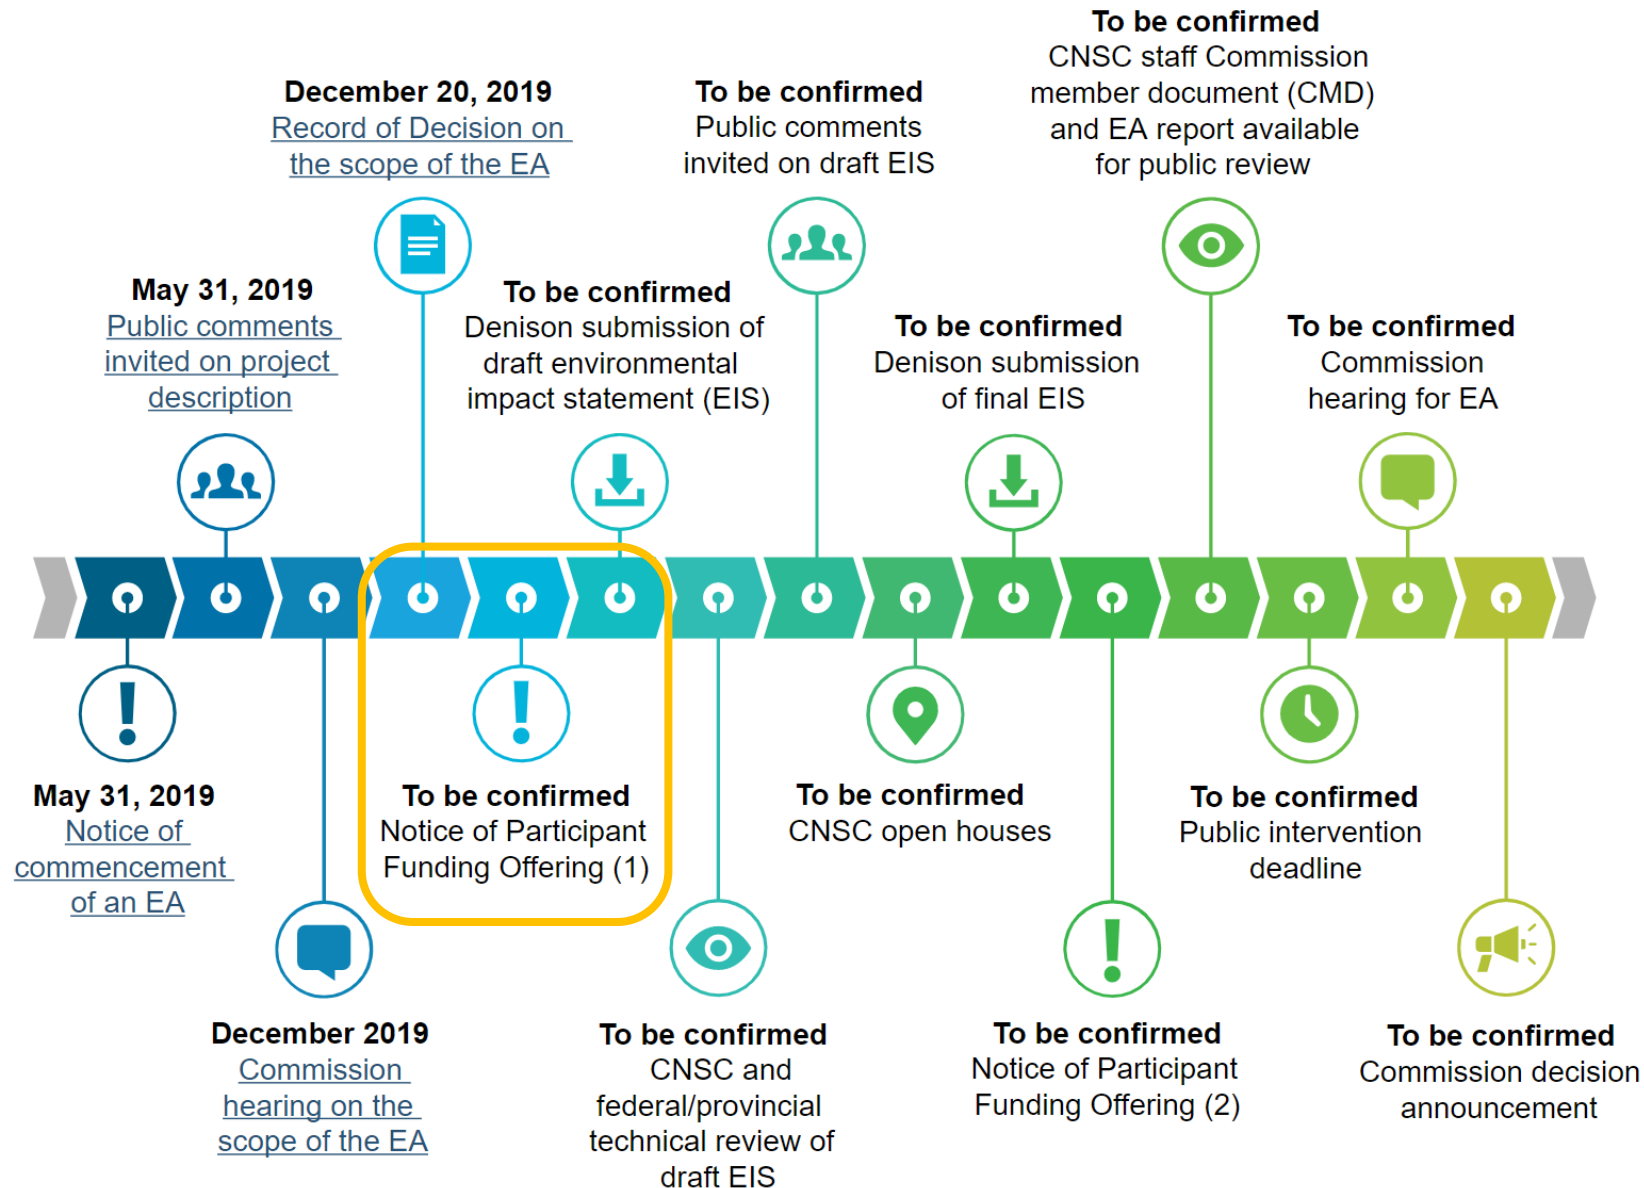 May 31, 2019
Notice of
commencement
of an EA
May 31, 2019
Public comments
invited on project
description
December 2019
Commission
hearing on the
scope of the EA
December 20, 2019
Record of Decision on
the scope of the EA
To be confirmed
Notice of Participant
Funding Offering (1)
To be confirmed
Denison submission of
draft environmental
impact statement (EIS)
To be confirmed
CNSC and
federal/provincial
technical review of
draft EIS
To be confirmed
Public comments
invited on draft EIS
To be confirmed
CNSC open houses
To be confirmed
Denison submission
of final EIS
To be confirmed
Notice of Participant
Funding Offering (2)
To be confirmed
CNSC staff Commission
member document (CMD)
and EA report available
for public review
To be confirmed
Public intervention
deadline
To be confirmed
Commission
hearing for EA
To be confirmed
Commission decision
announcement